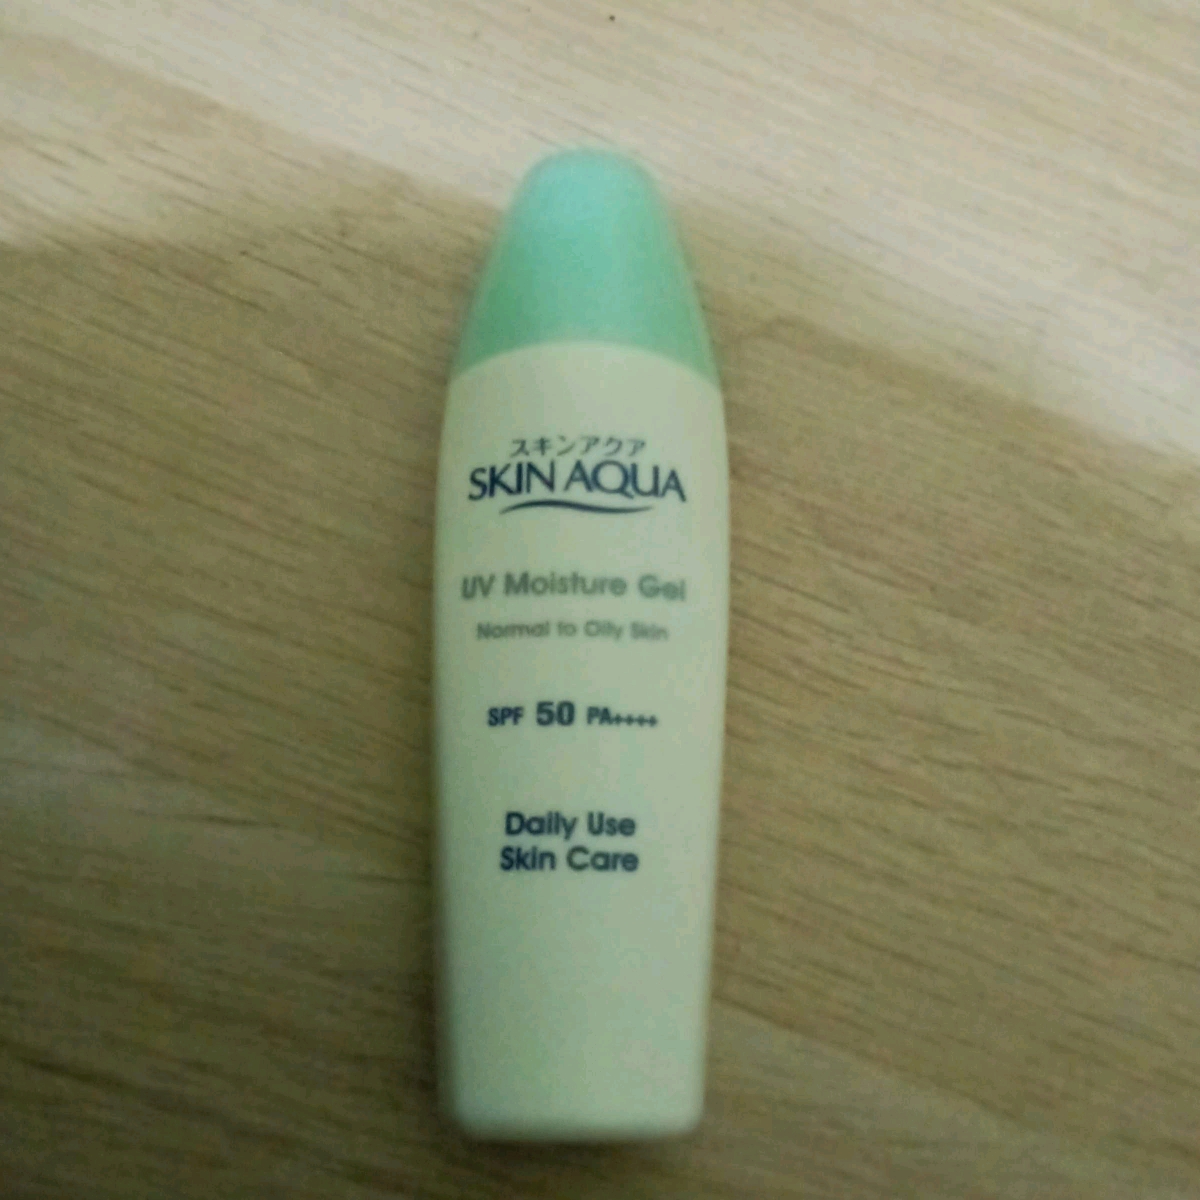 スキンアクア
SKIN AQUA
UV Moisture Gel
Normal to Oily Skin
SPF 50 PA++++
Daily Use
Skin Care